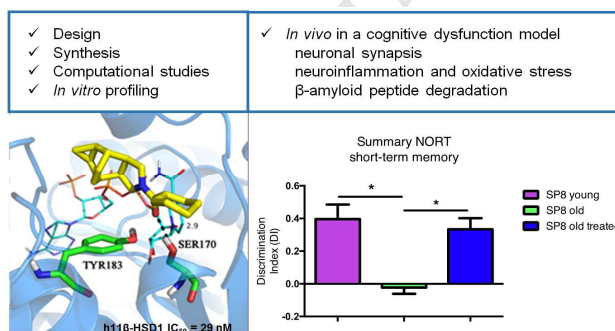 ✓ Design
✓ Synthesis
✓ Computational studies
✓ In vitro profiling
✓ In vivo in a cognitive dysfunction model
neuronal synapsis
neuroinflammation and oxidative stress
β-amyloid peptide degradation
2.9
SER170
TYR183
h11β-HSD1 IC50 = 29 nM
Summary NORT
short-term memory
Discrimination
Index (DI)
0.6
0.4
0.2
0.0
-0.2
*
*
SP8 young
SP8 old
SP8 old treated